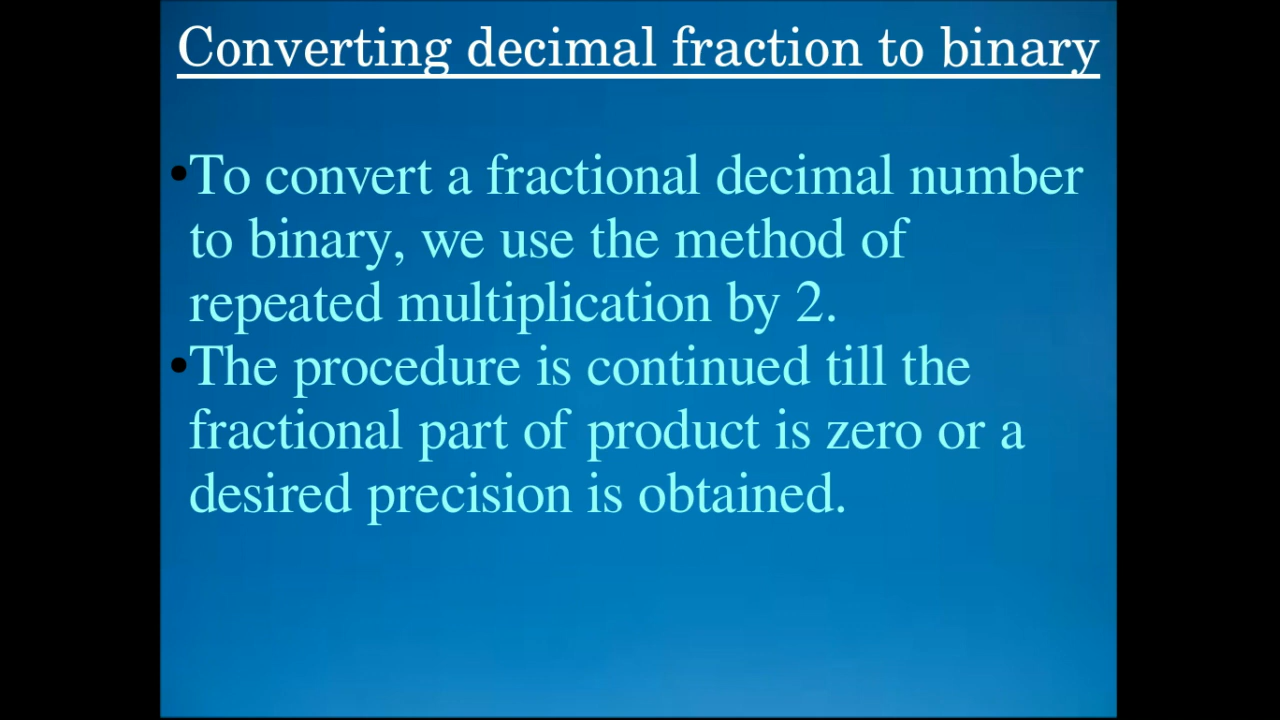 Converting decimal fraction to binary
•To convert a fractional decimal number
to binary, we use the method of
repeated multiplication by 2.
•The procedure is continued till the
fractional part of product is zero or a
desired precision is obtained.